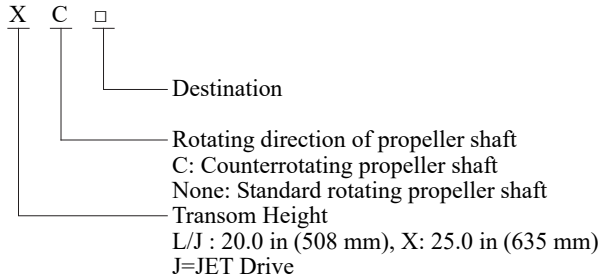 X C □
Destination
Rotating direction of propeller shaft
C: Counterrotating propeller shaft
None: Standard rotating propeller shaft
Transom Height
L/J : 20.0 in (508 mm), X: 25.0 in (635 mm)
J=JET Drive